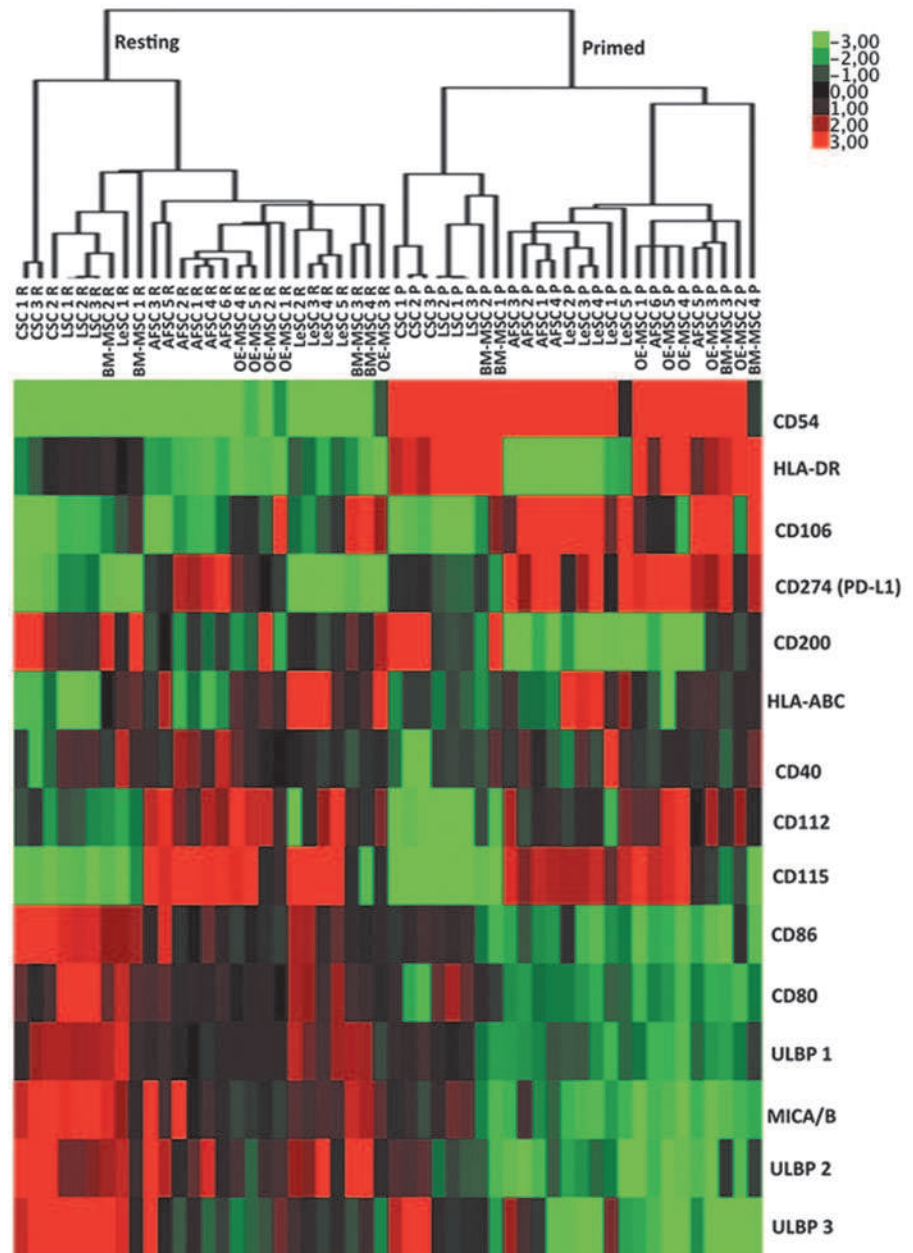 Resting
Primed
-3,00
-2,00
-1,00
0,00
1,00
2,00
3,00
CSC 1 R
CSC 3 R
CSC 2 R
LSC 1 R
LSC 2 R
LSC 3 R
BM-MSC 2 R
LeSC 1 R
BM-MSC 1 R
AFSC 3 R
AFSC 5 R
AFSC 2 R
AFSC 1 R
AFSC 4 R
AFSC 6 R
OE-MSC 4 R
OE-MSC 5 R
OE-MSC 2 R
OE-MSC 1 R
LeSC 2 R
LeSC 3 R
LeSC 4 R
LeSC 5 R
BM-MSC 3 R
BM-MSC 4 R
OE-MSC 3 R
CSC 1 P
CSC 2 P
CSC 3 P
LSC 2 P
LSC 1 P
LSC 3 P
BM-MSC 2 P
BM-MSC 1 P
AFSC 3 P
AFSC 2 P
AFSC 1 P
AFSC 4 P
LeSC 2 P
LeSC 3 P
LeSC 4 P
LeSC 1 P
LeSC 5 P
OE-MSC 1 P
AFSC 6 P
OE-MSC 5 P
OE-MSC 4 P
AFSC 5 P
OE-MSC 3 P
BM-MSC 3 P
OE-MSC 2 P
BM-MSC 4 P
CD54
HLA-DR
CD106
CD274 (PD-L1)
CD200
HLA-ABC
CD40
CD112
CD115
CD86
CD80
ULBP 1
MICA/B
ULBP 2
ULBP 3